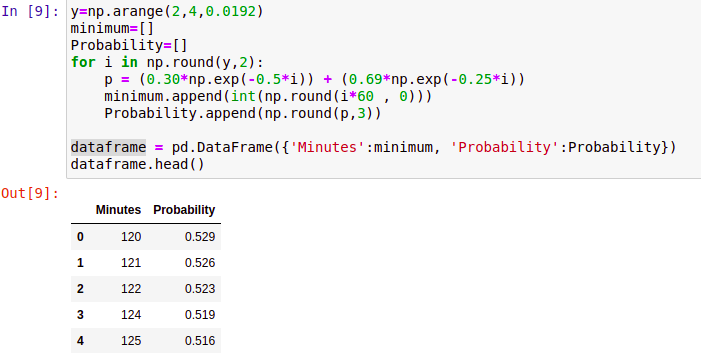 In [9]: y=np.arange(2,4,0.0192)
minimum=[]
Probability=[]
for i in np.round(y,2):
    p = (0.30*np.exp(-0.5*i)) + (0.69*np.exp(-0.25*i))
    minimum.append(int(np.round(i*60 , 0)))
    Probability.append(np.round(p,3))
dataframe = pd.DataFrame({'Minutes':minimum, 'Probability':Probability})
dataframe.head()
Out[9]:
Minutes Probability
0 120 0.529
1 121 0.526
2 122 0.523
3 124 0.519
4 125 0.516